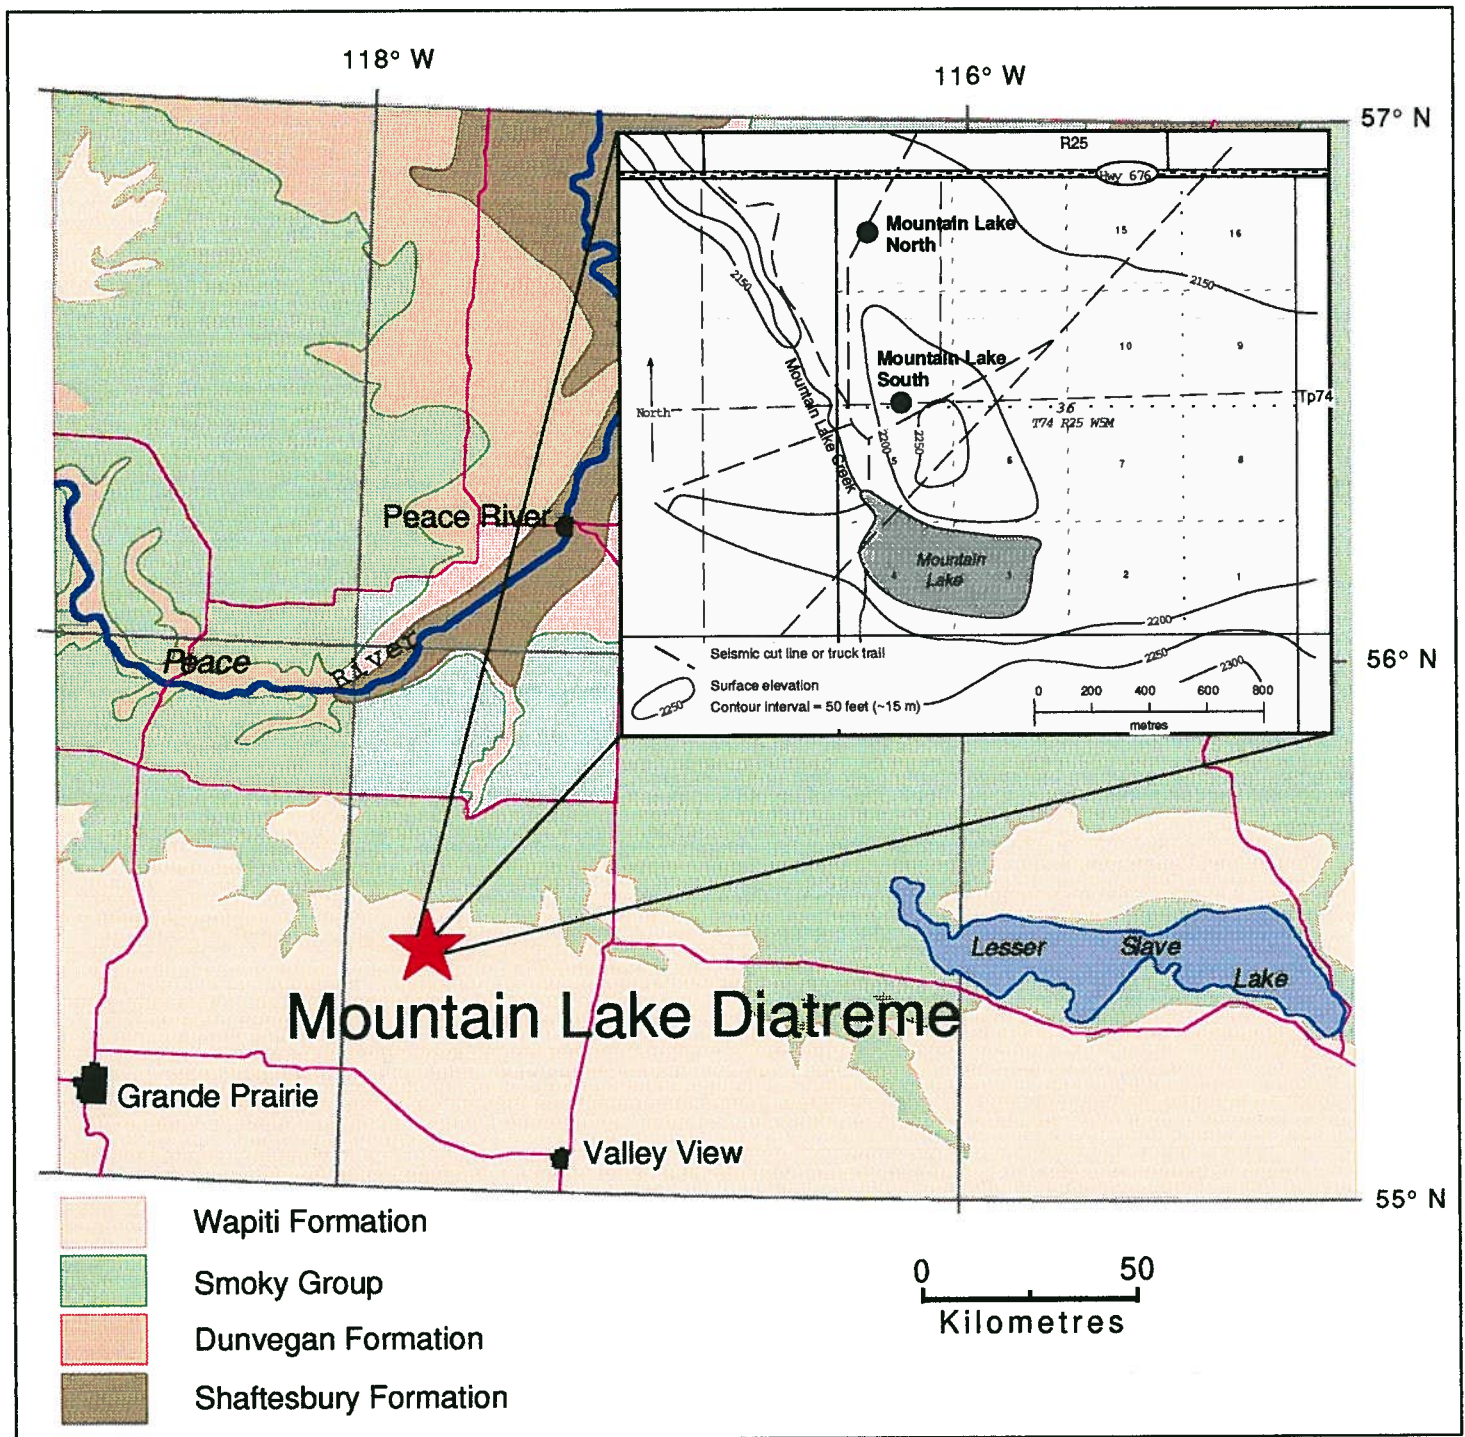 118° W
116° W
57° N
R25
Hwy 676
Mountain Lake
North
15
16
2150
2150
10
9
Mountain Lake
South
Tp74
North
36
T74 R25 W5M
Mountain Lake Creek
2200
2250
5
6
7
8
Peace River
Mountain
Lake
4
3
2
1
2200
Peace
River
Seismic cut line or truck trail
2250
2300
56° N
Surface elevation
2250
Contour interval = 50 feet (~15 m)
0 200 400 600 800
metres
Lesser Slave
Lake
Mountain Lake Diatreme
Grande Prairie
Valley View
55° N
Wapiti Formation
Smoky Group
Dunvegan Formation
Shaftesbury Formation
0 50
Kilometres